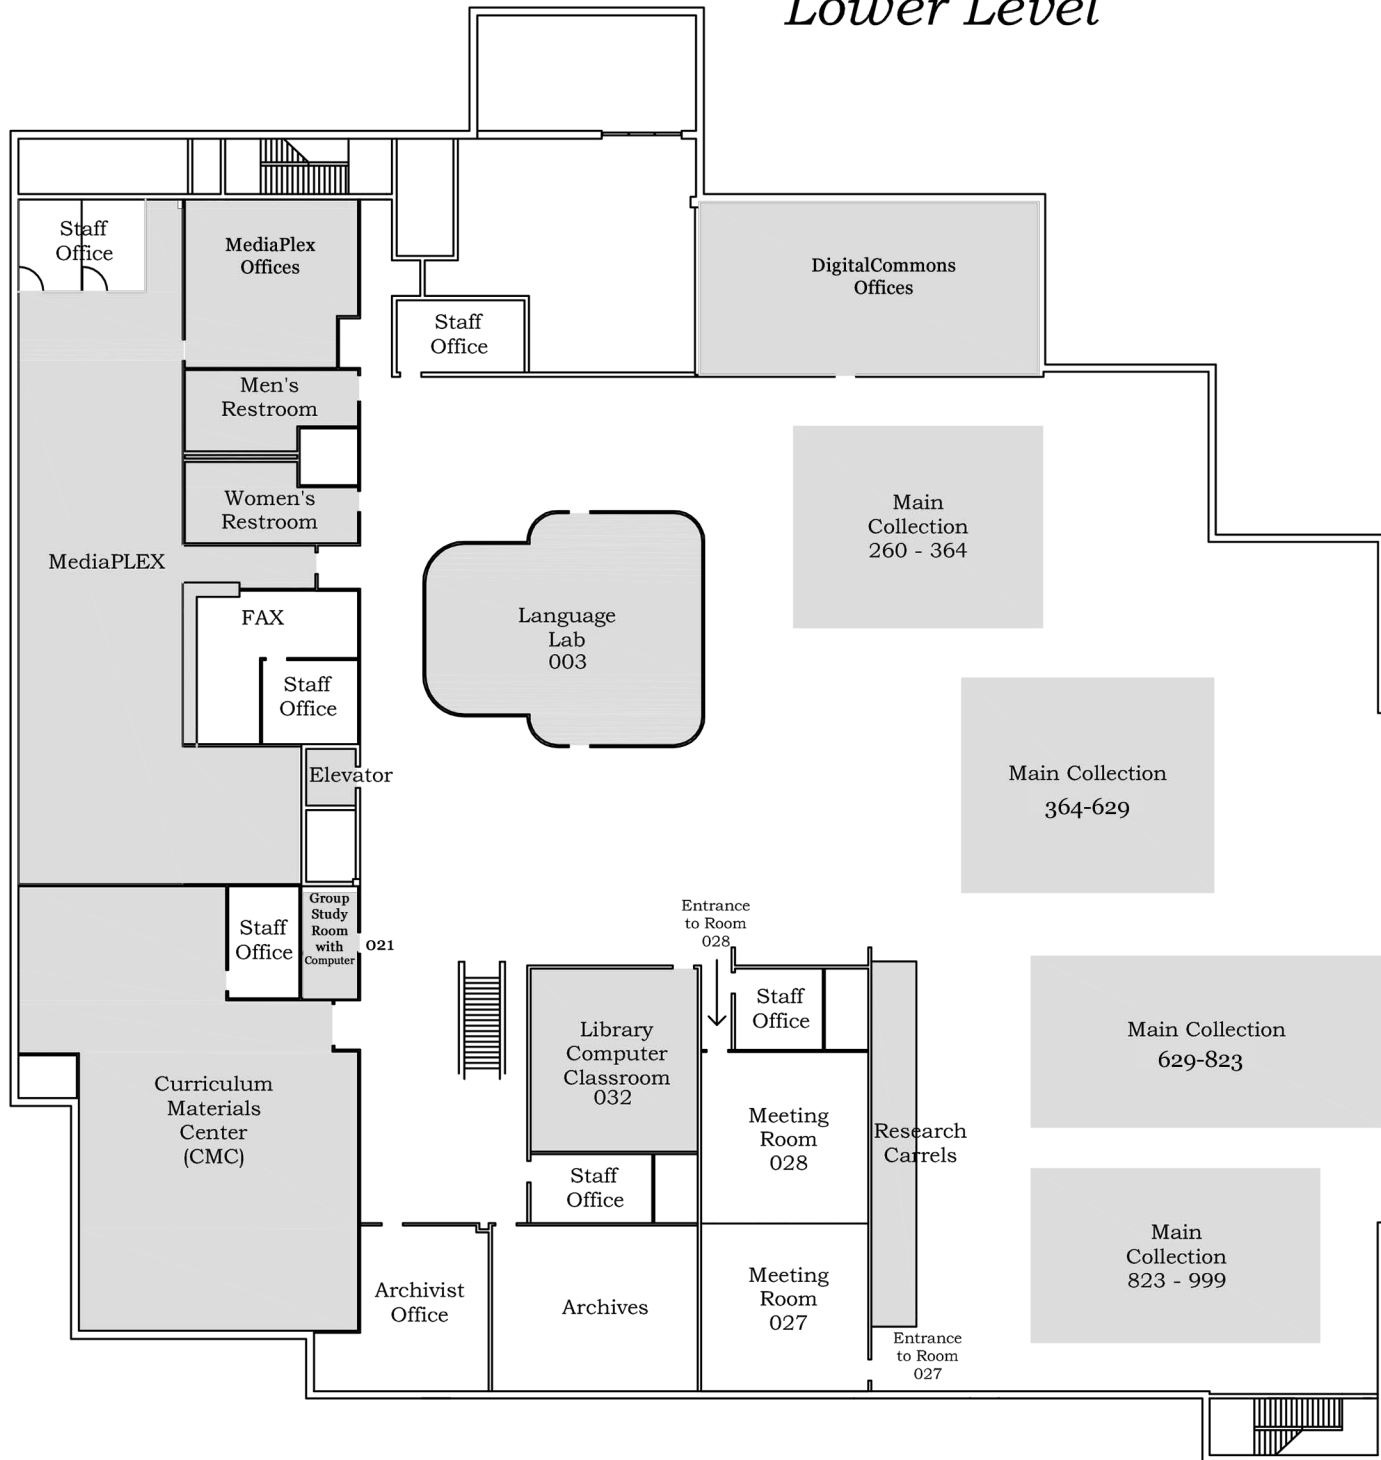 Lower Level
Staff
Office
MediaPlex
Offices
DigitalCommons
Offices
Staff
Office
Men's
Restroom
Women's
Restroom
Main
Collection
260 - 364
MediaPLEX
FAX
Language
Lab
003
Staff
Office
Elevator
Main Collection
364-629
Group
Study
Room
with
Computer
021
Staff
Office
Entrance
to Room
028
Staff
Office
Library
Computer
Classroom
032
Main Collection
629-823
Curriculum
Materials
Center
(CMC)
Meeting
Room
028
Research
Carrels
Staff
Office
Main
Collection
823 - 999
Archivist
Office
Archives
Meeting
Room
027
Entrance
to Room
027